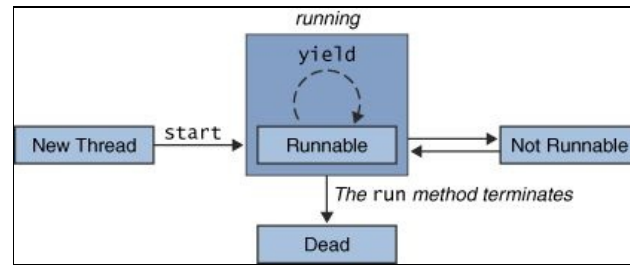 running
yield
New Thread
start
Runnable
Not Runnable
The run method terminates
Dead